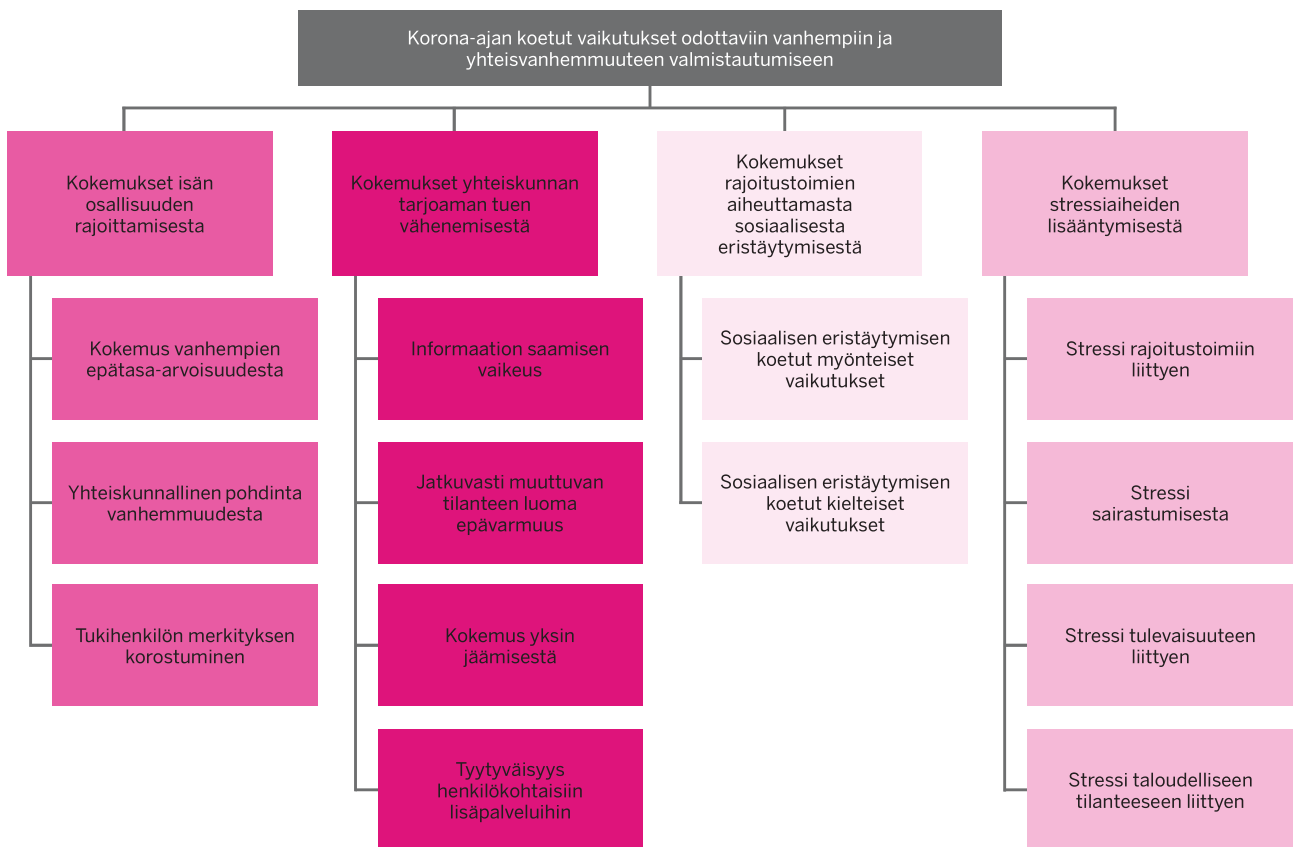 Korona-ajan koetut vaikutukset odottaviin vanhempiin ja
yhteisvanhemmuuteen valmistautumiseen
Kokemukset isän
osallisuuden
rajoittamisesta
Kokemus vanhempien
epätasa-arvoisuudesta
Yhteiskunnallinen pohdinta
vanhemmuudesta
Tukihenkilön merkityksen
korostuminen
Kokemukset yhteiskunnan
tarjoaman tuen
vähenemisestä
Informaation saamisen
vaikeus
Jatkuvasti muuttuvan
tilanteen luoma
epävarmuus
Kokemus yksin
jäämisestä
Tyytyväisyys
henkilökohtaisiin
lisäpalveluihin
Kokemukset
rajoitustoimien
aiheuttamasta
sosiaalisesta
eristäytymisestä
Sosiaalisen eristäytymisen
koetut myönteiset
vaikutukset
Sosiaalisen eristäytymisen
koetut kielteiset
vaikutukset
Kokemukset
stressiaiheiden
lisääntymisestä
Stressi rajoitustoimiin
liittyen
Stressi
sairastumisesta
Stressi tulevaisuuteen
liittyen
Stressi taloudelliseen
tilanteeseen liittyen